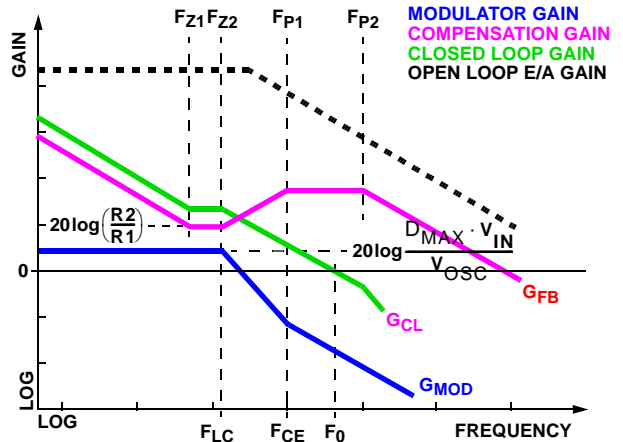 MODULATOR GAIN
COMPENSATION GAIN
CLOSED LOOP GAIN
OPEN LOOP E/A GAIN
FZ1 FZ2 FP1 FP2
GAIN
20log(R2/R1)
20log DMAX · VIN / VOSC
0
GFB
GCL
GMOD
LOG
LOG
FLC FCE F0
FREQUENCY